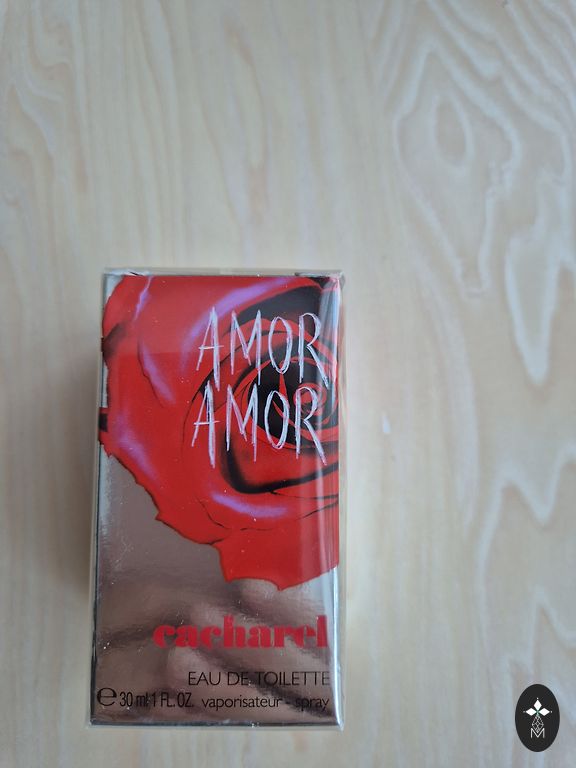 AMOR
AMOR
cacharel
EAU DE TOILETTE
℮ 30 ml·1 FL.OZ. vaporisateur - spray
M